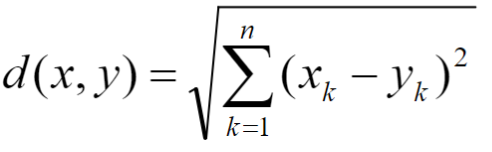 d(x, y) = √(∑_{k=1}^{n} (x_k − y_k)²)